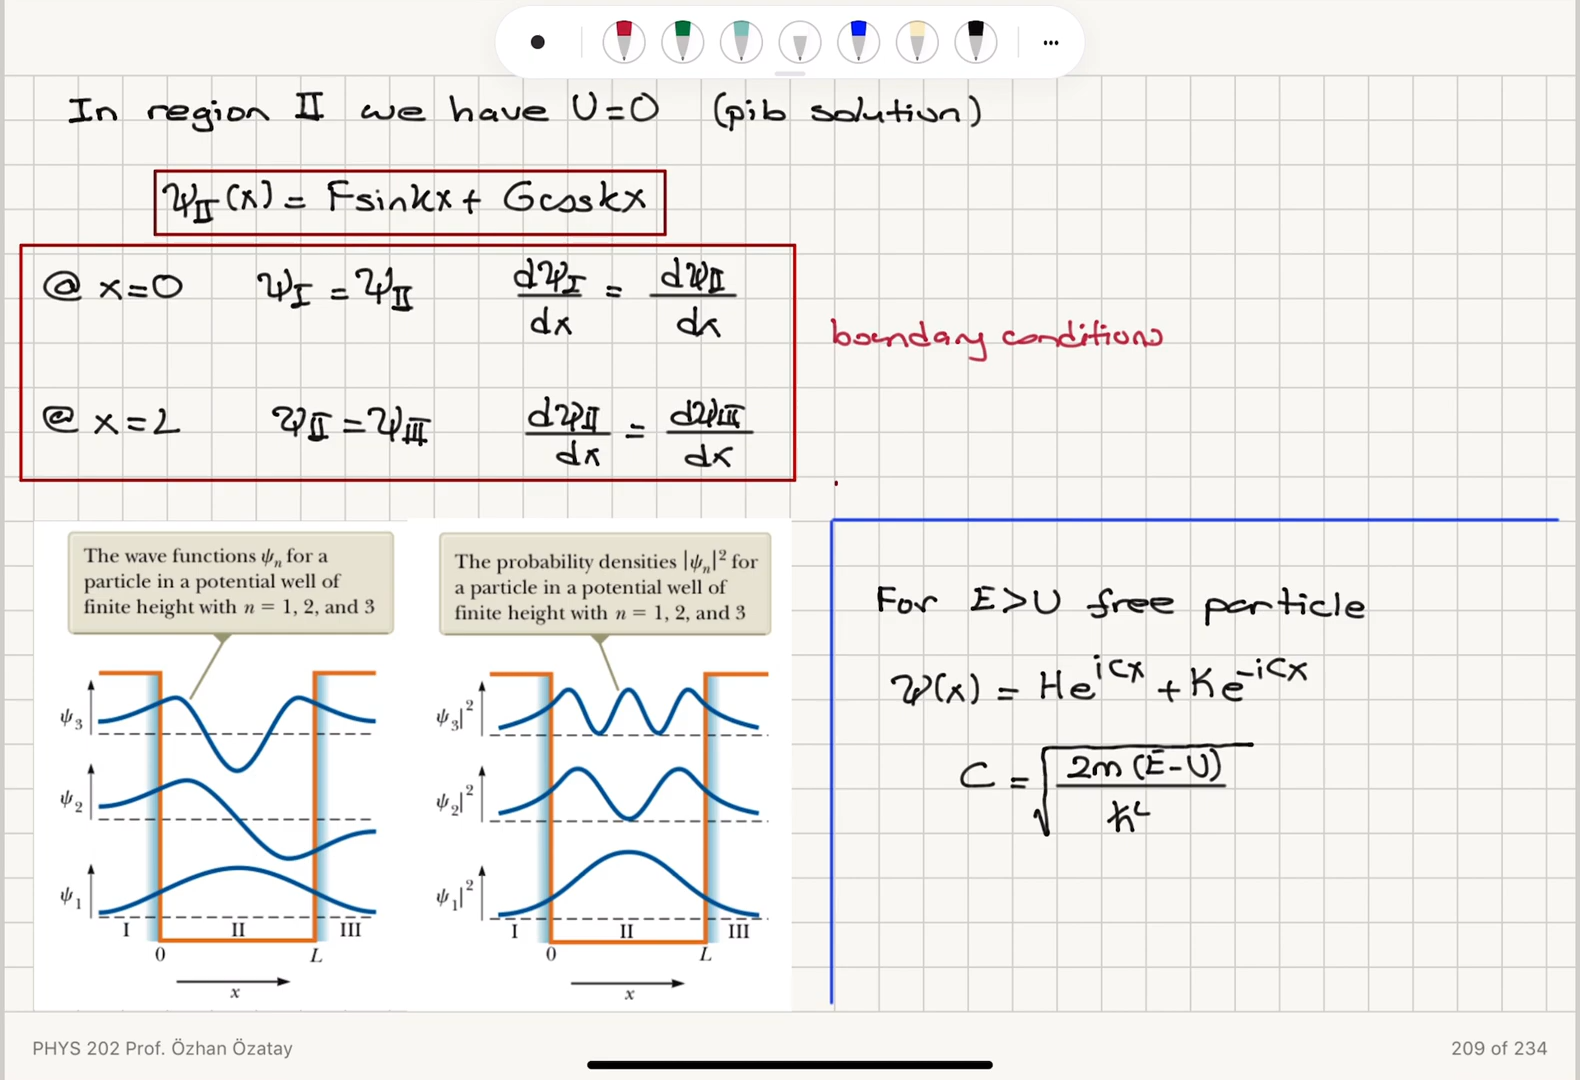 In region II we have U=0 (pib solution)
ψ_II(x) = Fsinkx + Gcoskx
@ x=0 ψ_I = ψ_II dψ_I/dx = dψ_II/dx
boundary conditions
@ x=L ψ_II = ψ_III dψ_II/dx = dψ_III/dx
The wave functions ψ_n for a
particle in a potential well of
finite height with n = 1, 2, and 3
The probability densities |ψ_n|² for
a particle in a potential well of
finite height with n = 1, 2, and 3
ψ_3
ψ_2
ψ_1
I II III
0 L
x
ψ_3|²
ψ_2|²
ψ_1|²
I II III
0 L
x
For E>U free particle
ψ(x) = He^{iCx} + Ke^{-iCx}
C = √(2m(E-U)/ħ²)
PHYS 202 Prof. Özhan Özatay
209 of 234